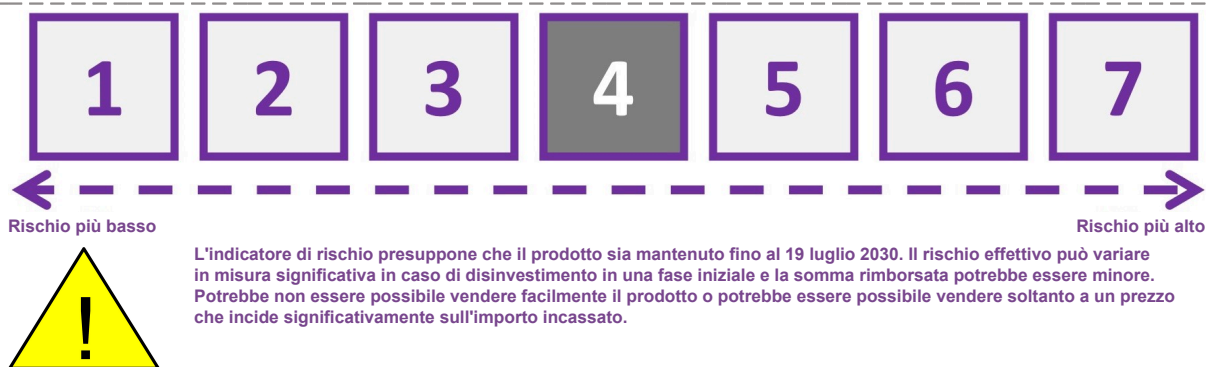 1 2 3 4 5 6 7
Rischio più basso Rischio più alto
L'indicatore di rischio presuppone che il prodotto sia mantenuto fino al 19 luglio 2030. Il rischio effettivo può variare
in misura significativa in caso di disinvestimento in una fase iniziale e la somma rimborsata potrebbe essere minore.
Potrebbe non essere possibile vendere facilmente il prodotto o potrebbe essere possibile vendere soltanto a un prezzo
che incide significativamente sull'importo incassato.
!